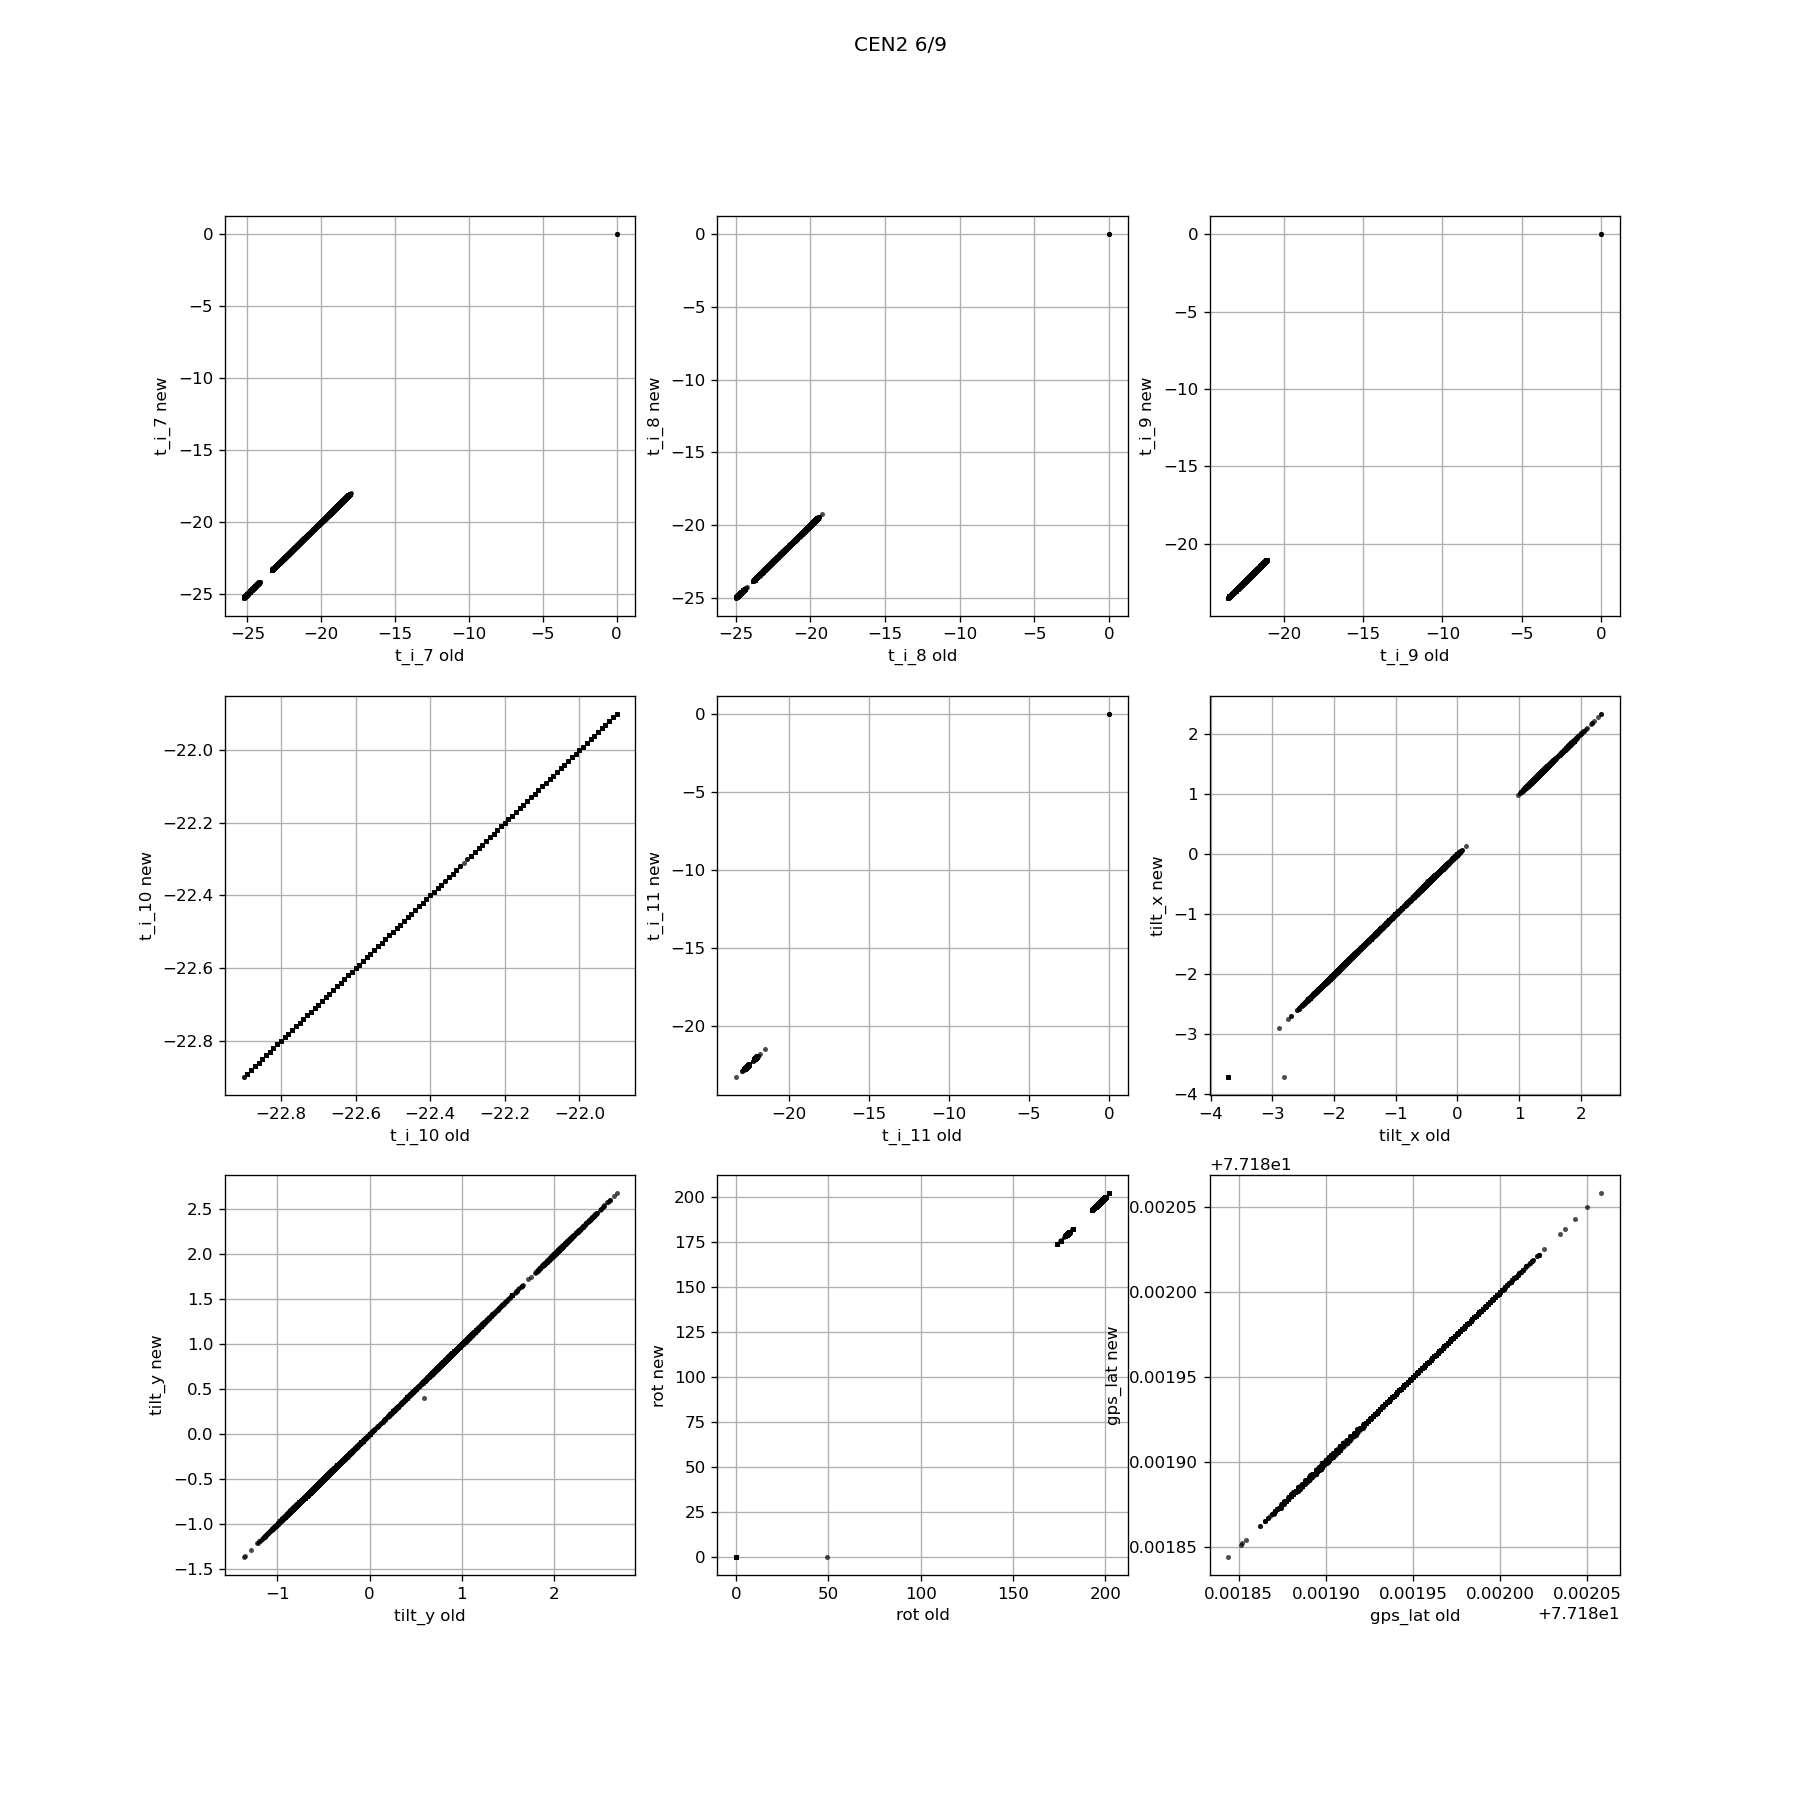 CEN2 6/9
t_i_7 new
0
−5
−10
−15
−20
−25
−25 −20 −15 −10 −5 0
t_i_7 old
t_i_8 new
0
−5
−10
−15
−20
−25
−25 −20 −15 −10 −5 0
t_i_8 old
t_i_9 new
0
−5
−10
−15
−20
−20 −15 −10 −5 0
t_i_9 old
t_i_10 new
−22.0
−22.2
−22.4
−22.6
−22.8
−22.8 −22.6 −22.4 −22.2 −22.0
t_i_10 old
t_i_11 new
0
−5
−10
−15
−20
−20 −15 −10 −5 0
t_i_11 old
tilt_x new
2
1
0
−1
−2
−3
−4
−4 −3 −2 −1 0 1 2
tilt_x old
tilt_y new
2.5
2.0
1.5
1.0
0.5
0.0
−0.5
−1.0
−1.5
−1 0 1 2
tilt_y old
rot new
200
175
150
125
100
75
50
25
0
0 50 100 150 200
rot old
+7.718e1
gps_lat new
0.00205
0.00200
0.00195
0.00190
0.00185
0.00185 0.00190 0.00195 0.00200 0.00205
gps_lat old
+7.718e1